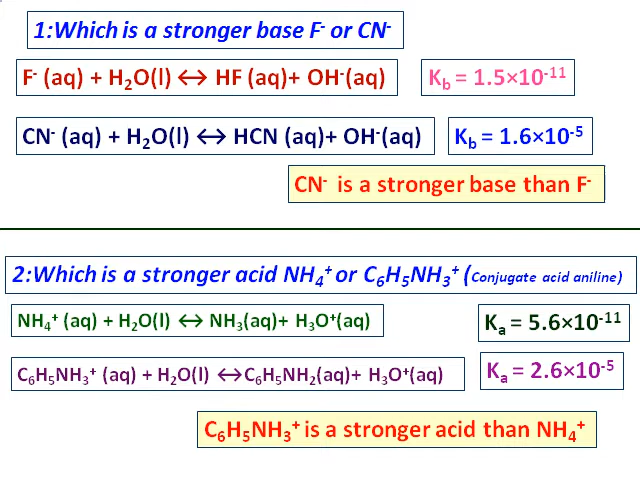 1:Which is a stronger base F⁻ or CN⁻
F⁻ (aq) + H₂O(l) ↔ HF (aq)+ OH⁻(aq)
K_b = 1.5×10⁻¹¹
CN⁻ (aq) + H₂O(l) ↔ HCN (aq)+ OH⁻(aq)
K_b = 1.6×10⁻⁵
CN⁻ is a stronger base than F⁻
2:Which is a stronger acid NH₄⁺ or C₆H₅NH₃⁺ (Conjugate acid aniline)
NH₄⁺ (aq) + H₂O(l) ↔ NH₃(aq)+ H₃O⁺(aq)
Kₐ = 5.6×10⁻¹¹
C₆H₅NH₃⁺ (aq) + H₂O(l) ↔C₆H₅NH₂(aq)+ H₃O⁺(aq)
Kₐ = 2.6×10⁻⁵
C₆H₅NH₃⁺ is a stronger acid than NH₄⁺